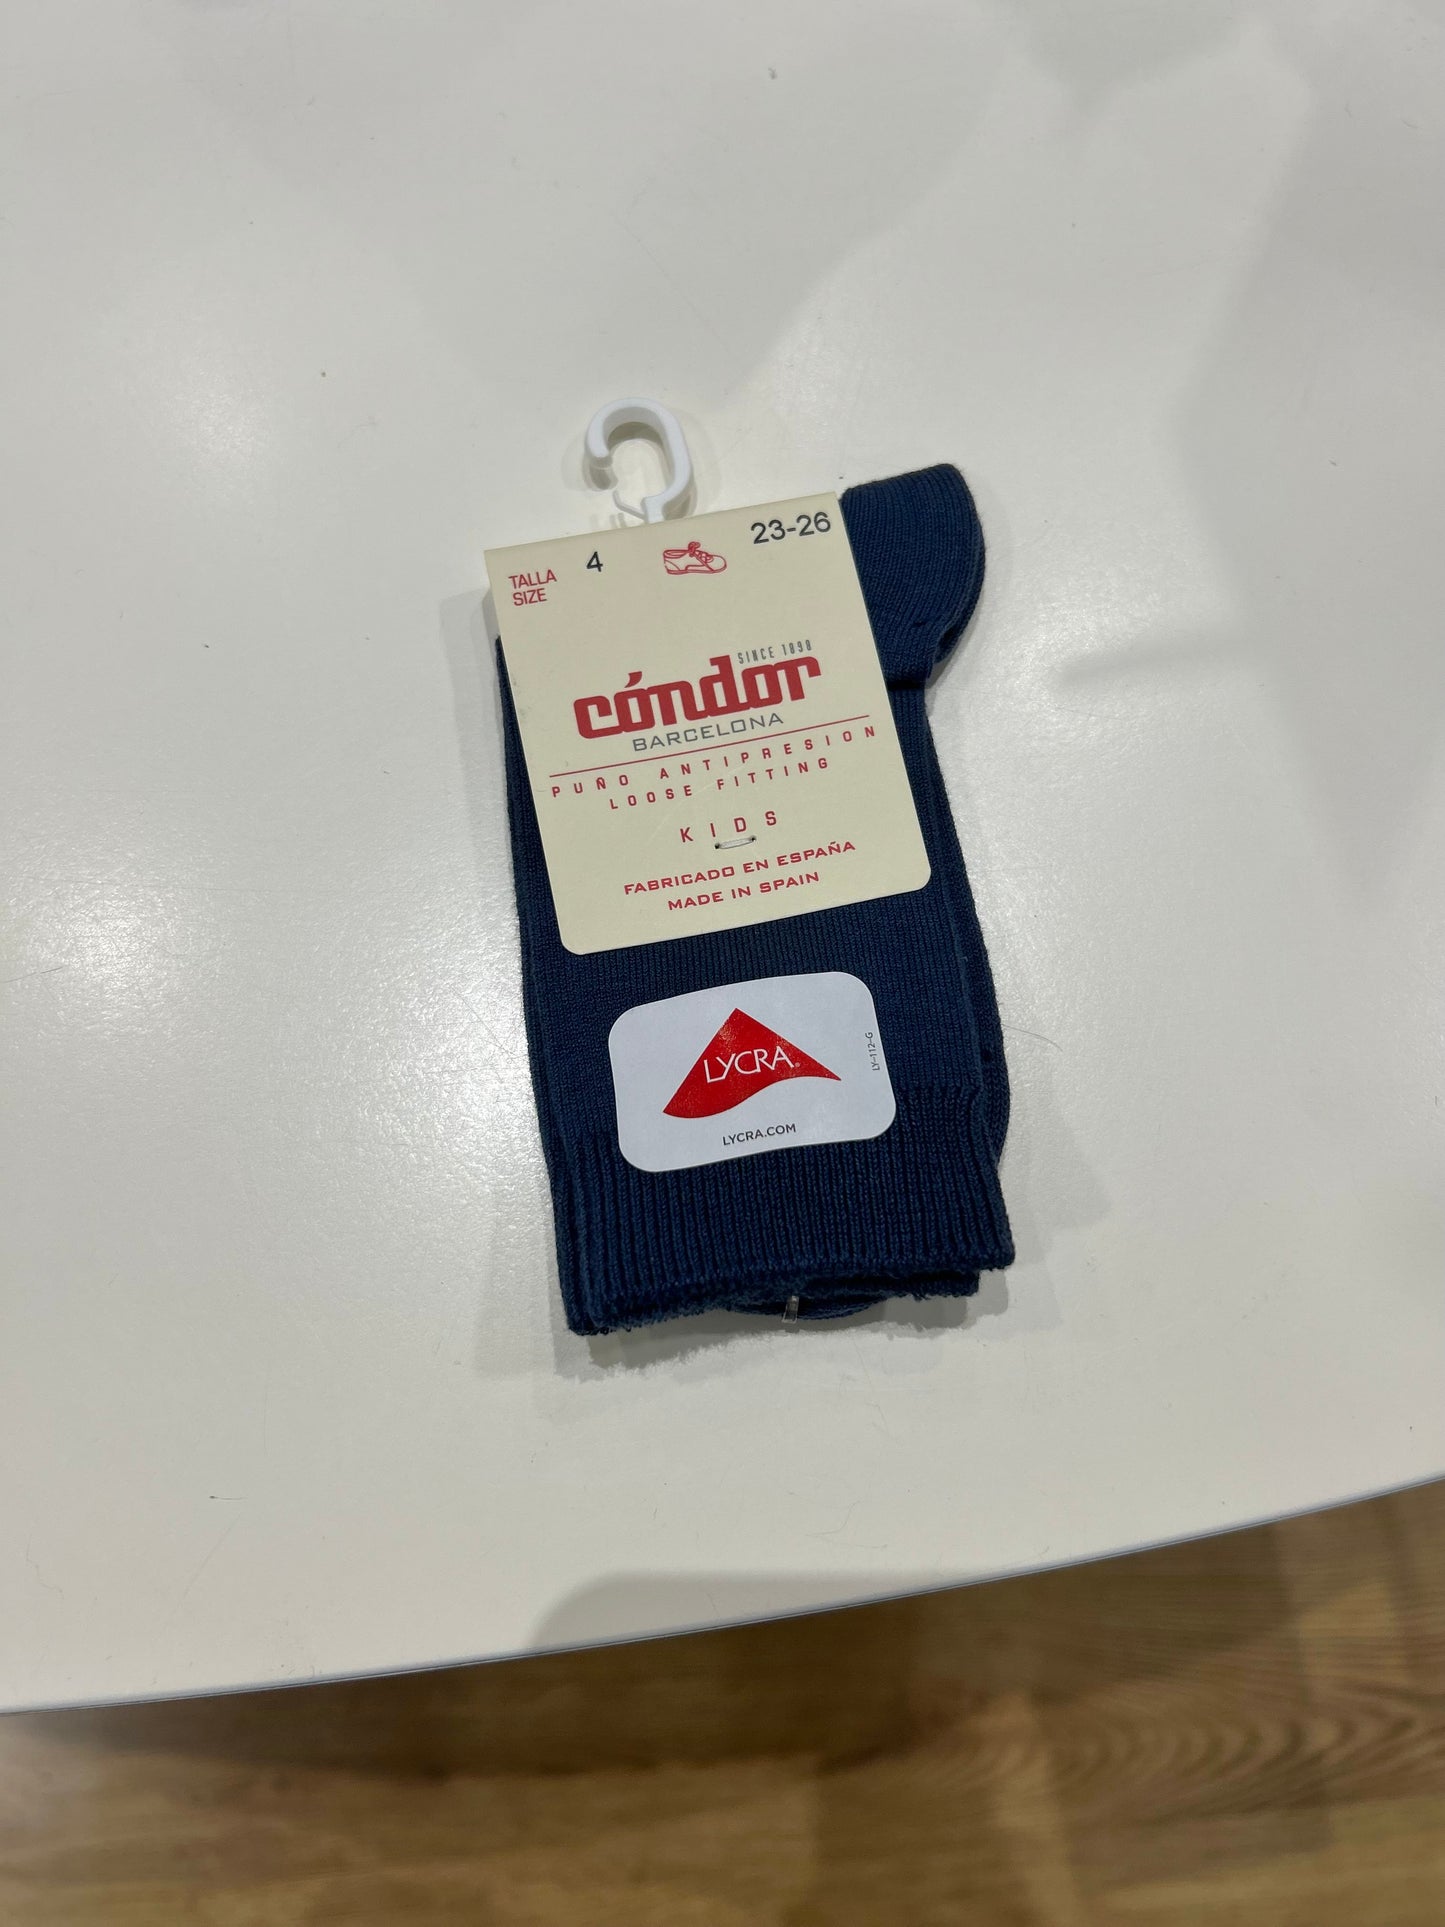 TALLA 4 23-26
SIZE
SINCE 1898
cóndor
BARCELONA
PUÑO ANTIPRESION
LOOSE FITTING
KIDS
FABRICADO EN ESPAÑA
MADE IN SPAIN
LYCRA®
LY-112-G
LYCRA.COM